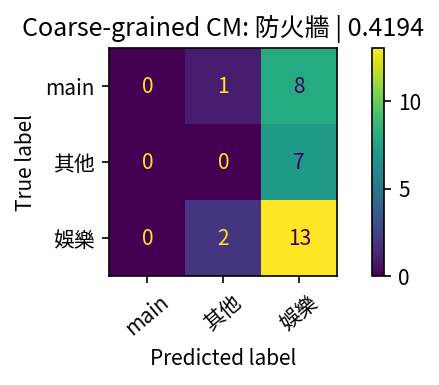 Coarse-grained CM: 防火牆 | 0.4194
True label
main
0
1
8
其他
0
0
7
娛樂
0
2
13
main
其他
娛樂
Predicted label
10
5
0